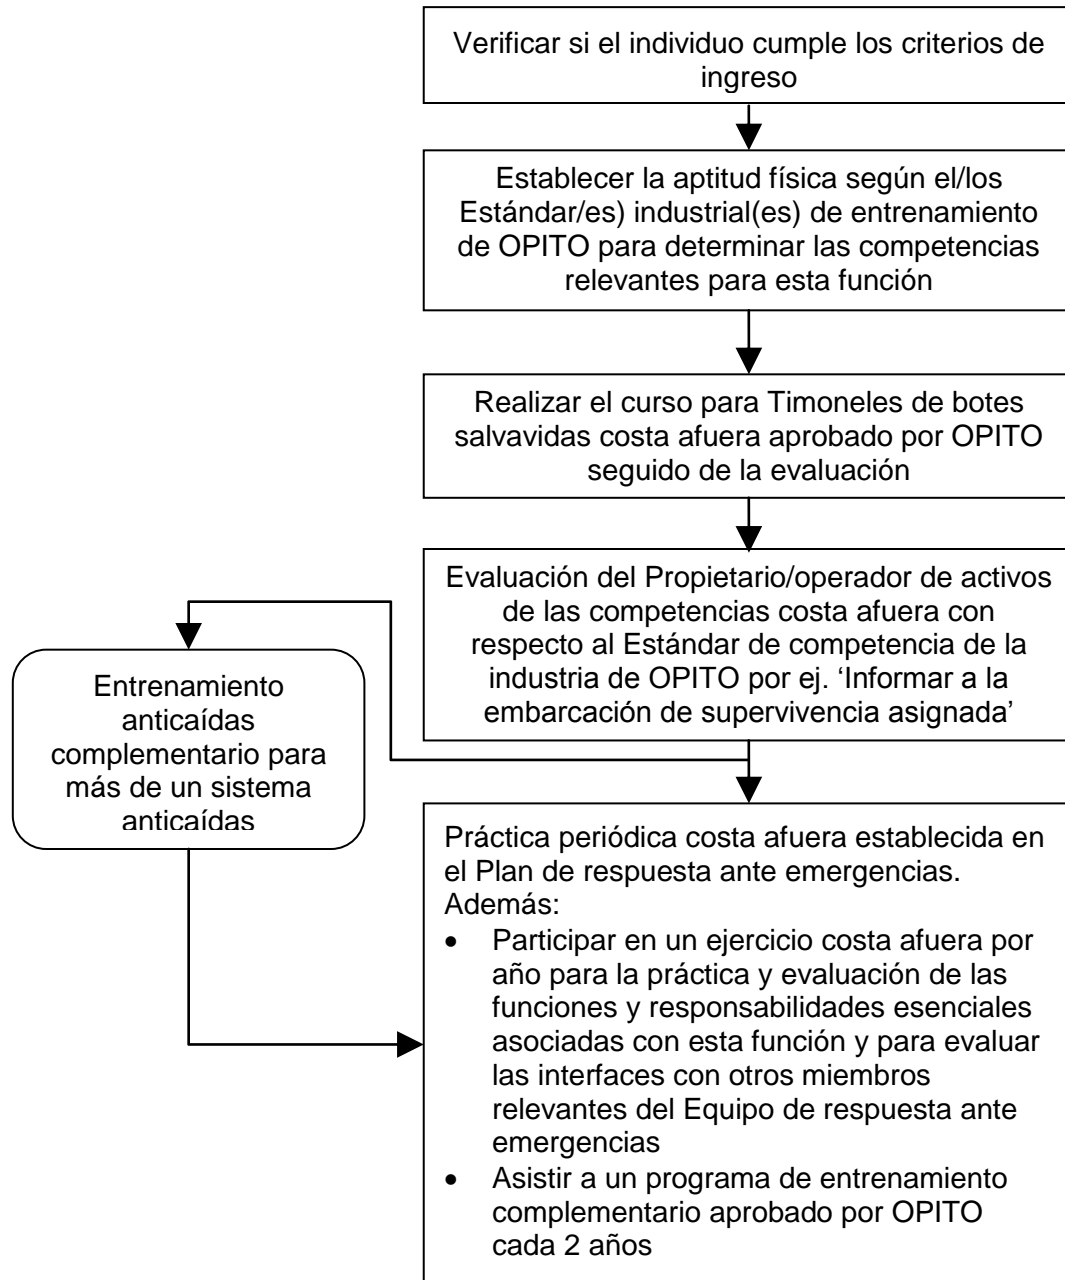 Verificar si el individuo cumple los criterios de
ingreso
Establecer la aptitud física según el/los
Estándar/es) industrial(es) de entrenamiento
de OPITO para determinar las competencias
relevantes para esta función
Realizar el curso para Timoneles de botes
salvavidas costa afuera aprobado por OPITO
seguido de la evaluación
Evaluación del Propietario/operador de activos
de las competencias costa afuera con
respecto al Estándar de competencia de la
industria de OPITO por ej. ‘Informar a la
embarcación de supervivencia asignada’
Entrenamiento
anticaídas
complementario para
más de un sistema
anticaídas
Práctica periódica costa afuera establecida en
el Plan de respuesta ante emergencias.
Además:
• Participar en un ejercicio costa afuera por
año para la práctica y evaluación de las
funciones y responsabilidades esenciales
asociadas con esta función y para evaluar
las interfaces con otros miembros
relevantes del Equipo de respuesta ante
emergencias
• Asistir a un programa de entrenamiento
complementario aprobado por OPITO
cada 2 años